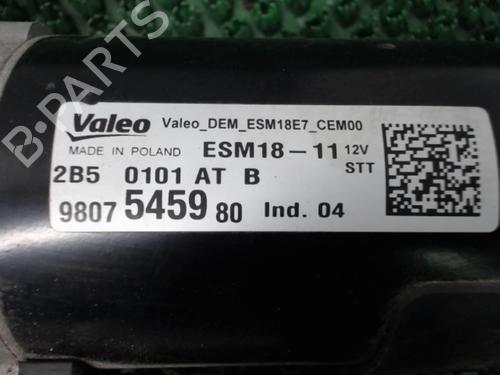 Valeo Valeo_DEM_ESM18E7_CEM00
MADE IN POLAND ESM18-11 12V
STT
2B5 0101 AT B
9807 5459 80 Ind. 04
B-PARTS